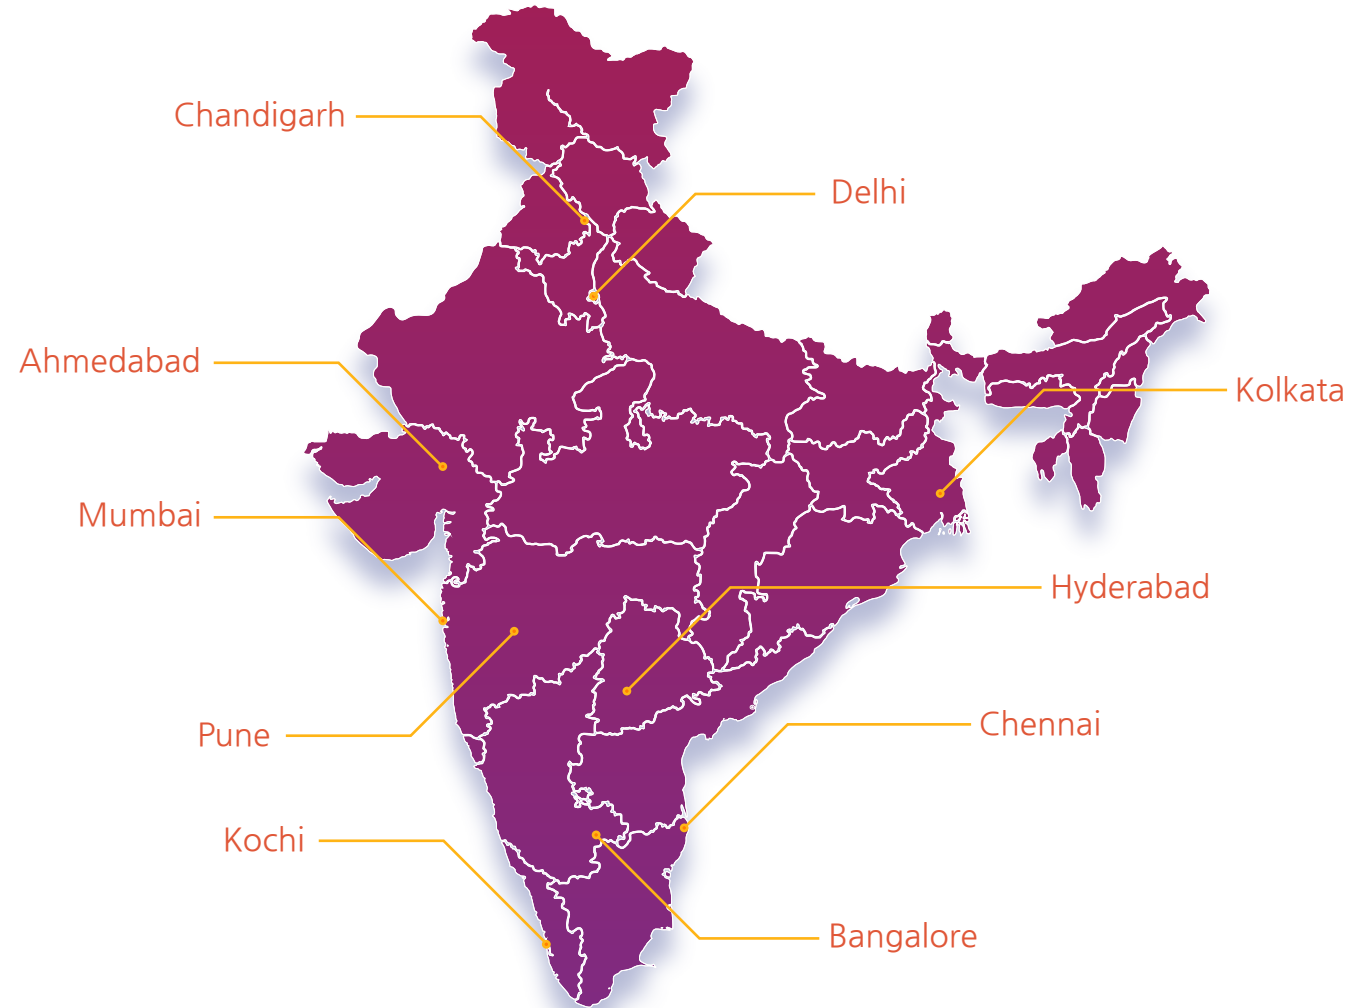 Chandigarh
Delhi
Ahmedabad
Kolkata
Mumbai
Hyderabad
Pune
Chennai
Kochi
Bangalore